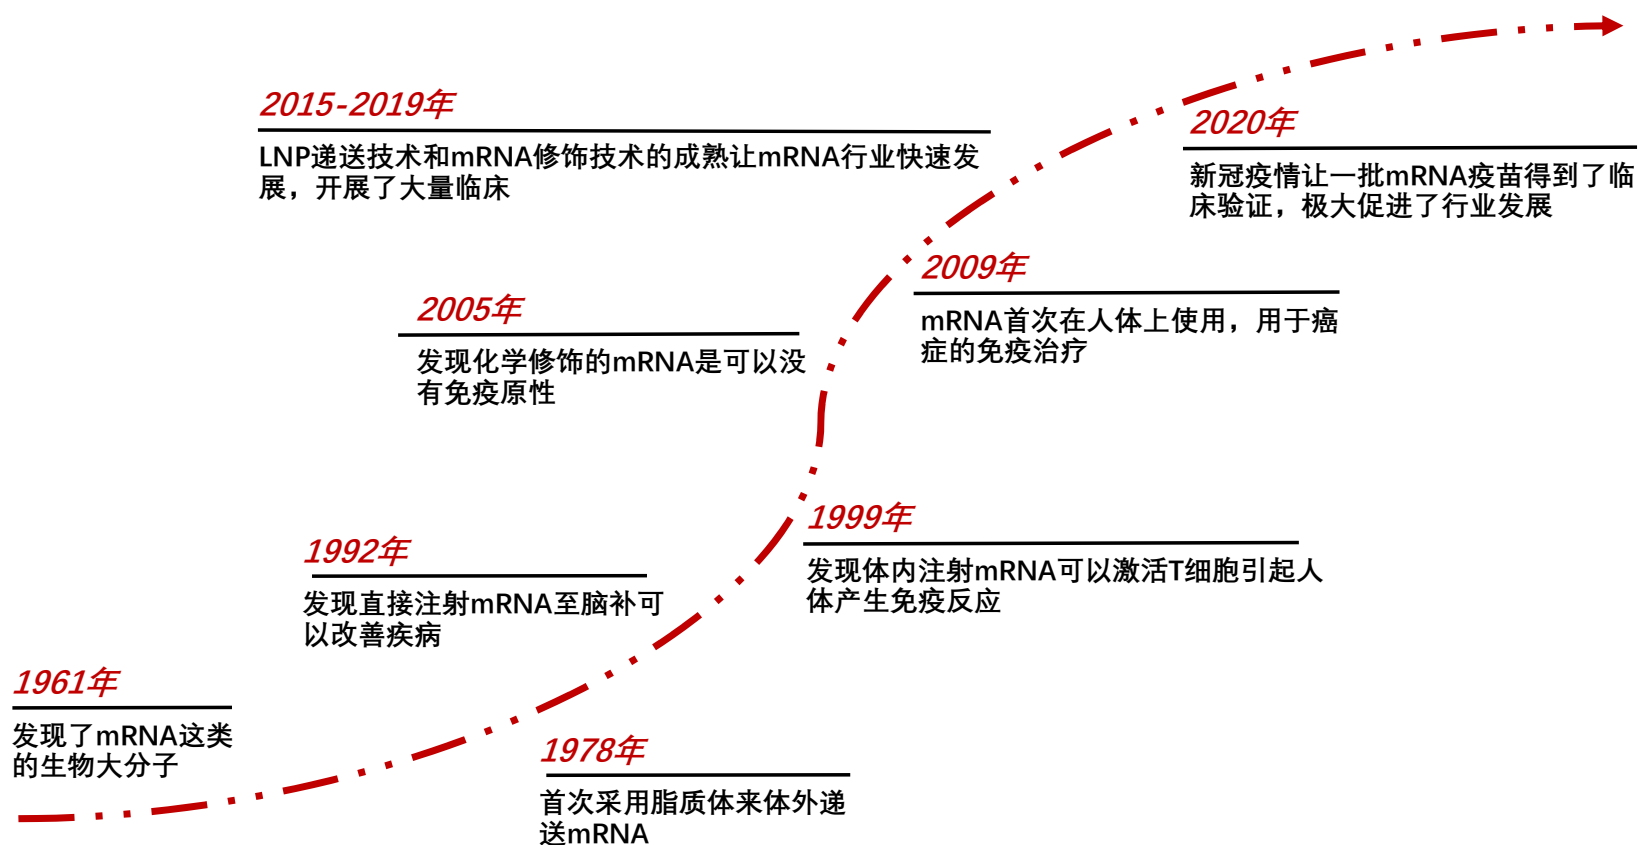 2015-2019年
LNP递送技术和mRNA修饰技术的成熟让mRNA行业快速发
展，开展了大量临床
2020年
新冠疫情让一批mRNA疫苗得到了临
床验证，极大促进了行业发展
2009年
mRNA首次在人体上使用，用于癌
症的免疫治疗
2005年
发现化学修饰的mRNA是可以没
有免疫原性
1999年
发现体内注射mRNA可以激活T细胞引起人
体产生免疫反应
1992年
发现直接注射mRNA至脑补可
以改善疾病
1961年
发现了mRNA这类
的生物大分子
1978年
首次采用脂质体来体外递
送mRNA